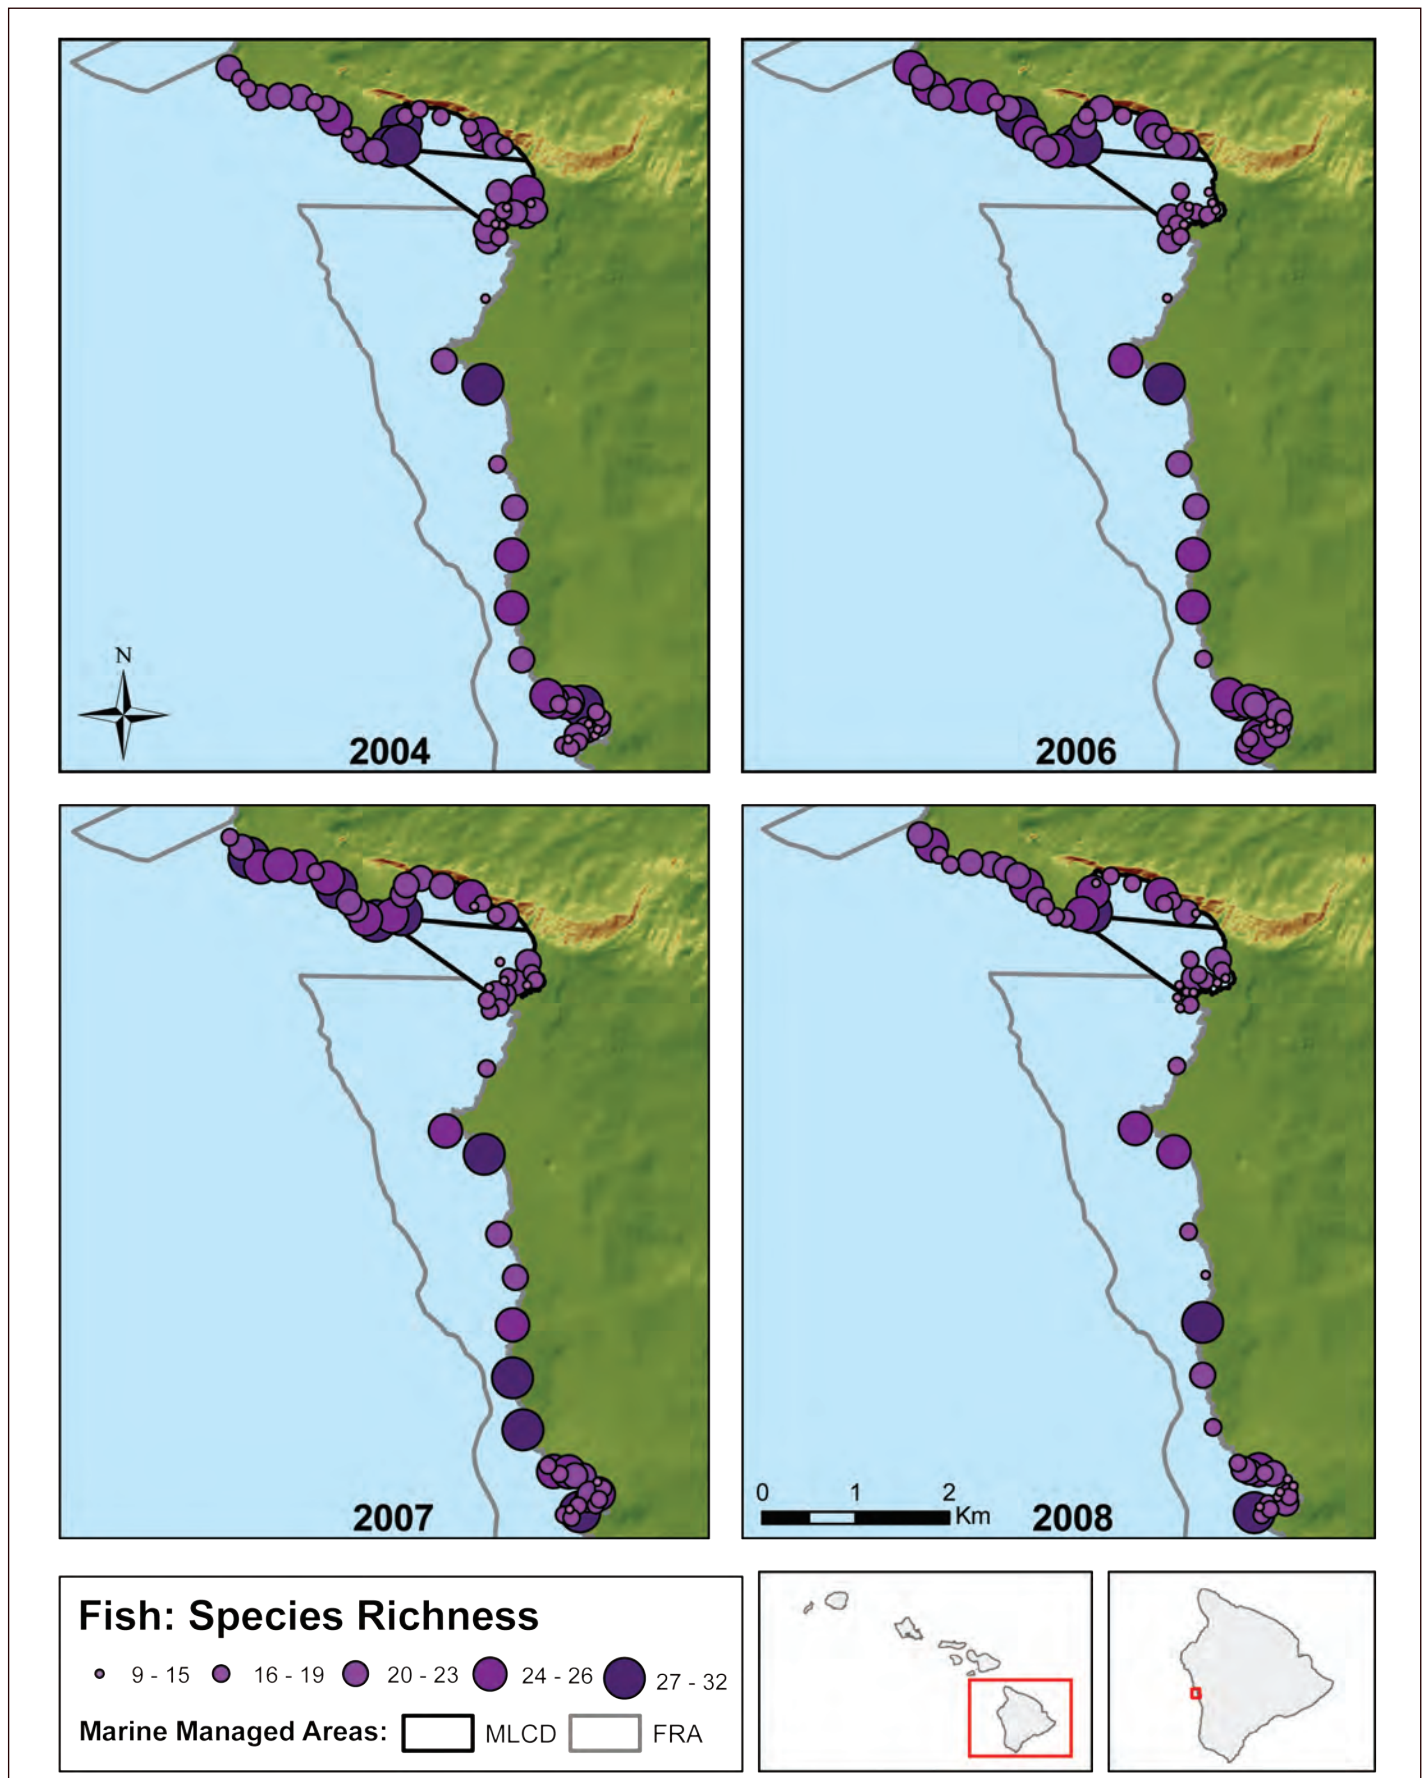 N
2004
2006
2007
0 1 2
Km
2008
Fish: Species Richness
9 - 15 16 - 19 20 - 23 24 - 26 27 - 32
Marine Managed Areas: MLCD FRA